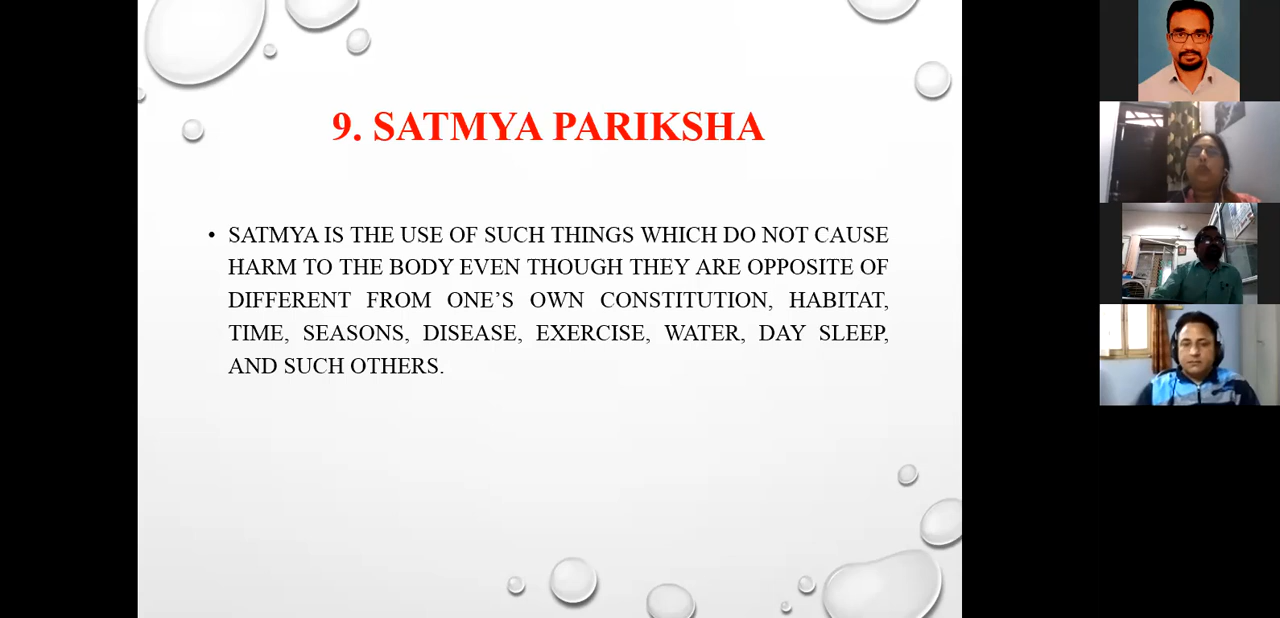 9. SATMYA PARIKSHA
• SATMYA IS THE USE OF SUCH THINGS WHICH DO NOT CAUSE
HARM TO THE BODY EVEN THOUGH THEY ARE OPPOSITE OF
DIFFERENT FROM ONE’S OWN CONSTITUTION, HABITAT,
TIME, SEASONS, DISEASE, EXERCISE, WATER, DAY SLEEP,
AND SUCH OTHERS.